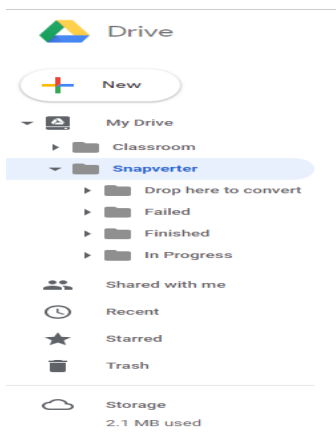 Drive
New
My Drive
Classroom
Snapverter
Drop here to convert
Failed
Finished
In Progress
Shared with me
Recent
Starred
Trash
Storage
2.1 MB used